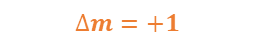 Δm = +1